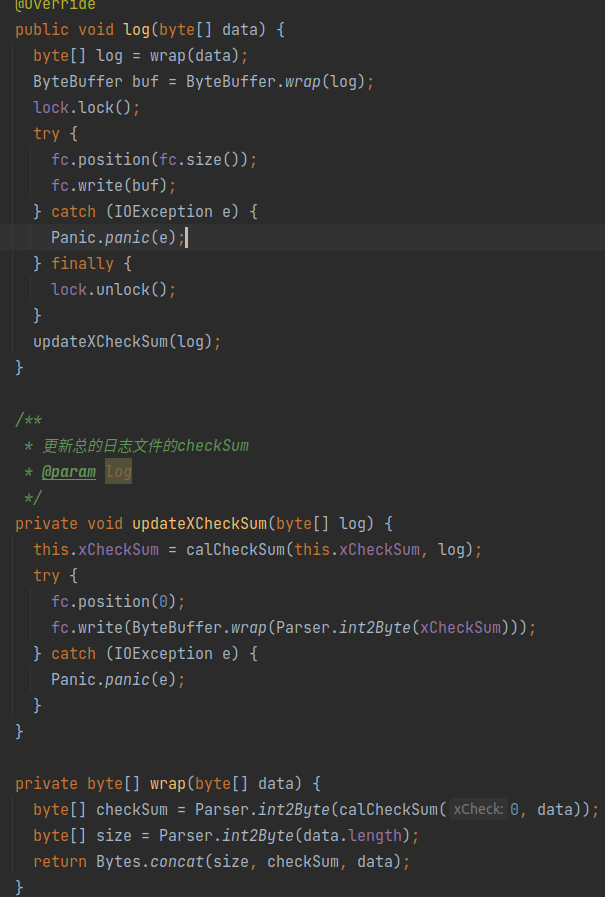 @Override
public void log(byte[] data) {
byte[] log = wrap(data);
ByteBuffer buf = ByteBuffer.wrap(log);
lock.lock();
try {
fc.position(fc.size());
fc.write(buf);
} catch (IOException e) {
Panic.panic(e);
} finally {
lock.unlock();
}
updateXCheckSum(log);
}
/**
* 更新总的日志文件的checkSum
* @param log
*/
private void updateXCheckSum(byte[] log) {
this.xCheckSum = calCheckSum(this.xCheckSum, log);
try {
fc.position(0);
fc.write(ByteBuffer.wrap(Parser.int2Byte(xCheckSum)));
} catch (IOException e) {
Panic.panic(e);
}
}
private byte[] wrap(byte[] data) {
byte[] checkSum = Parser.int2Byte(calCheckSum( xCheck: 0, data));
byte[] size = Parser.int2Byte(data.length);
return Bytes.concat(size, checkSum, data);
}